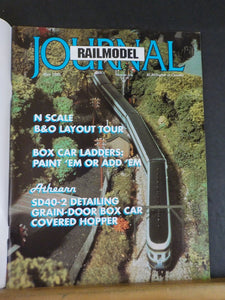 RAILMODEL
JOURNAL
N SCALE
B&O LAYOUT TOUR
BOX CAR LADDERS:
PAINT 'EM OR ADD 'EM
Athearn
SD40-2 DETAILING
GRAIN-DOOR BOX CAR
COVERED HOPPER